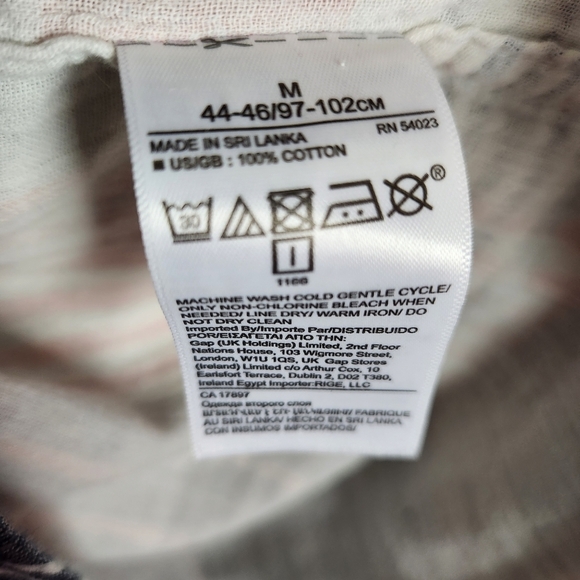 M
44-46/97-102CM
RN 54023
MADE IN SRI LANKA
■ US/GB : 100% COTTON
30
®
1166
MACHINE WASH COLD GENTLE CYCLE/
ONLY NON-CHLORINE BLEACH WHEN
NEEDED/ LINE DRY/ WARM IRON/ DO
NOT DRY CLEAN
Imported By/Importe Par/DISTRIBUIDO
POR/ΕΙΣΑΓΕΤΑΙ ΑΠΟ ΤΗΝ:
Gap (UK Holdings) Limited, 2nd Floor
Nations House, 103 Wigmore Street,
London, W1U 1QS, UK Gap Stores
(Ireland) Limited c/o Arthur Cox, 10
Earlsfort Terrace, Dublin 2, D02 T380,
Ireland Egypt Importer:RIGE, LLC
CA 17897
Одежда второго слоя
FABRIQUE
AU SRI LANKA/ HECHO EN SRI LANKA
CON INSUMOS IMPORTADOS/